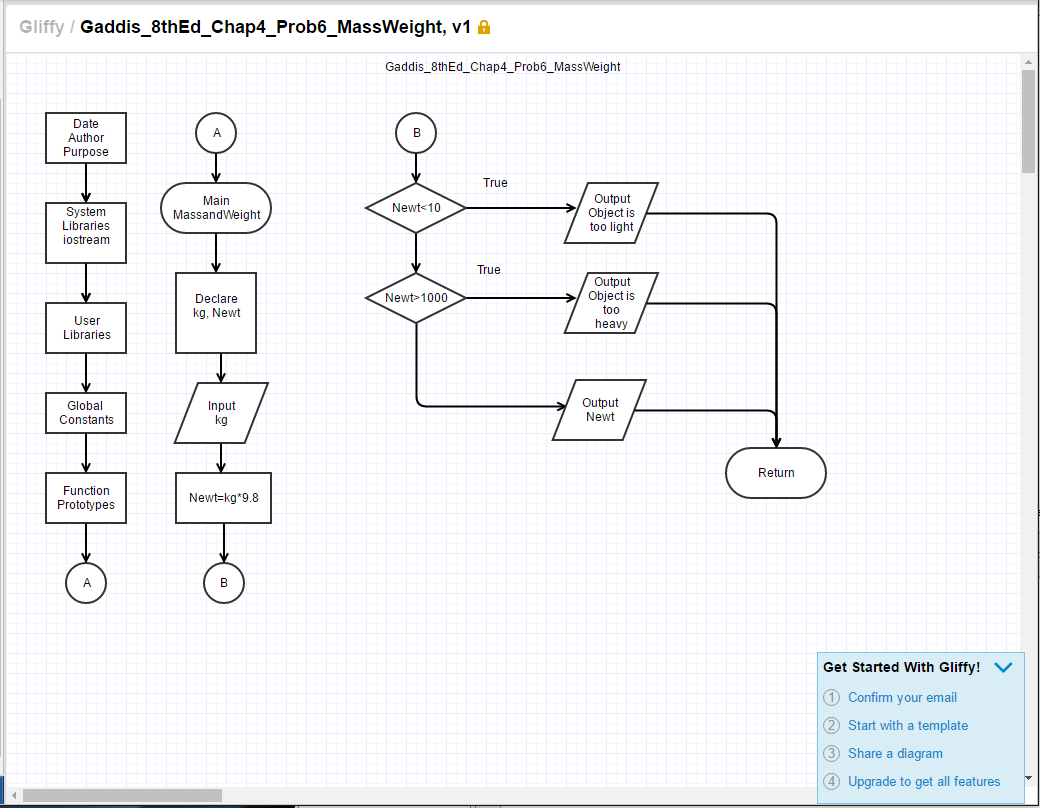 Gliffy / Gaddis_8thEd_Chap4_Prob6_MassWeight, v1
Gaddis_8thEd_Chap4_Prob6_MassWeight
Date
Author
Purpose
System
Libraries
iostream
User
Libraries
Global
Constants
Function
Prototypes
A
A
Main
MassandWeight
Declare
kg, Newt
Input
kg
Newt=kg*9.8
B
B
Newt<10
True
Output
Object is
too light
Newt>1000
True
Output
Object is
too
heavy
Output
Newt
Return
Get Started With Gliffy!
1 Confirm your email
2 Start with a template
3 Share a diagram
4 Upgrade to get all features